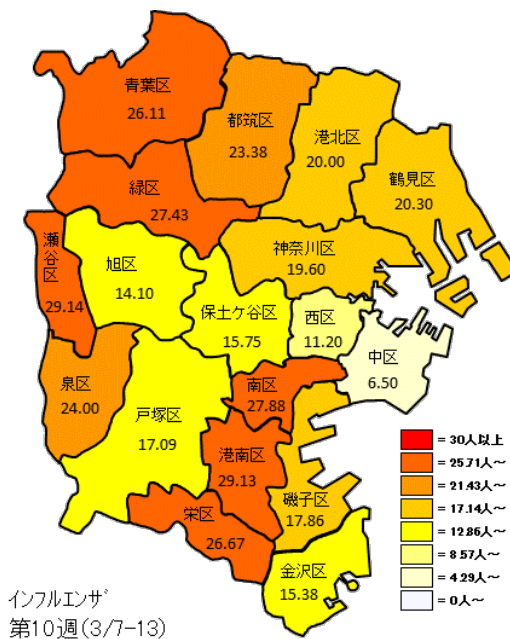 青葉区
26.11
都筑区
23.38
港北区
20.00
鶴見区
20.30
緑区
27.43
神奈川区
19.60
瀬谷区
29.14
旭区
14.10
保土ケ谷区
15.75
西区
11.20
中区
6.50
泉区
24.00
戸塚区
17.09
南区
27.88
港南区
29.13
磯子区
17.86
栄区
26.67
金沢区
15.38
= 30人以上
= 25.71人～
= 21.43人～
= 17.14人～
= 12.86人～
= 8.57人～
= 4.29人～
= 0人～
インフルエンザ
第10週(3/7-13)